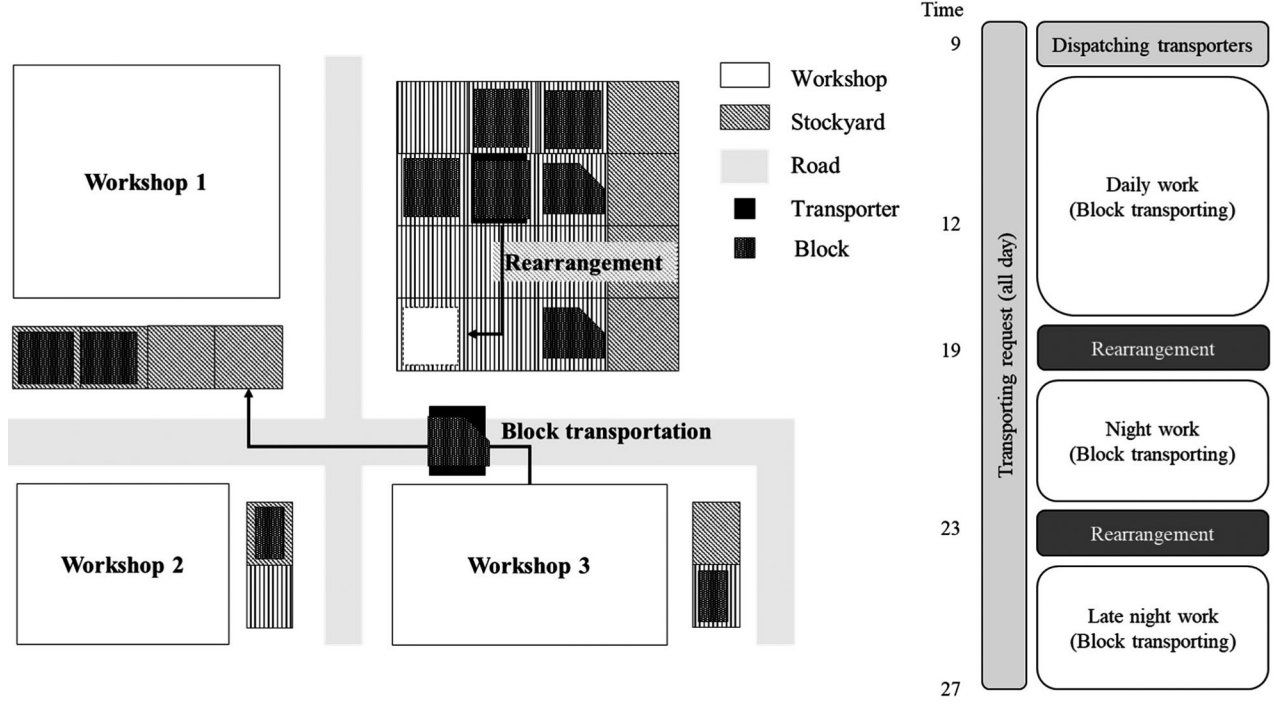 Workshop 1
Rearrangement
Block transportation
Workshop 2
Workshop 3
Workshop
Stockyard
Road
Transporter
Block
Time
9
12
19
23
27
Transporting request (all day)
Dispatching transporters
Daily work
(Block transporting)
Rearrangement
Night work
(Block transporting)
Rearrangement
Late night work
(Block transporting)